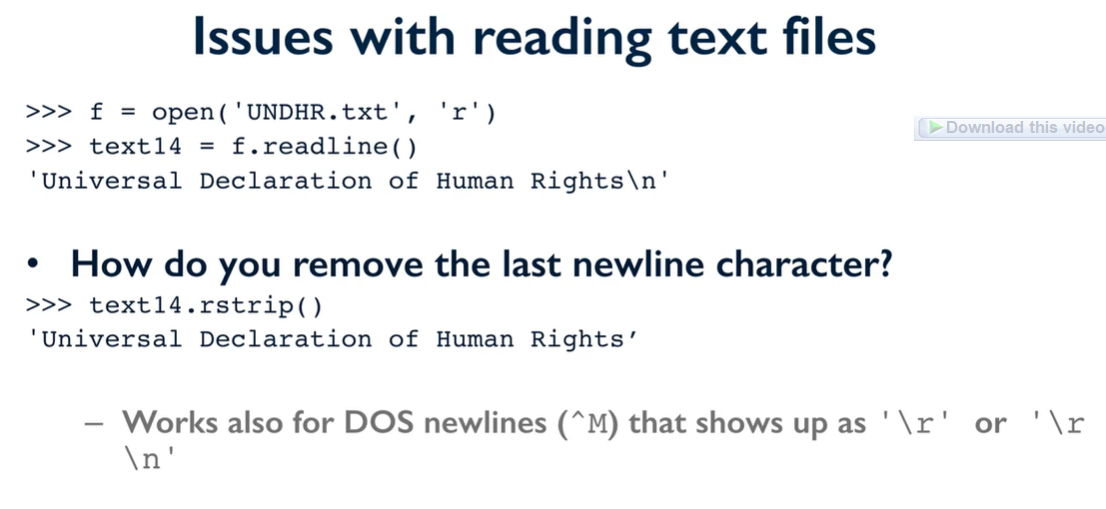 Issues with reading text files
>>> f = open('UNDHR.txt', 'r')
Download this video
>>> text14 = f.readline()
'Universal Declaration of Human Rights\n'
• How do you remove the last newline character?
>>> text14.rstrip()
'Universal Declaration of Human Rights’
– Works also for DOS newlines (^M) that shows up as '\r' or '\r
\n'